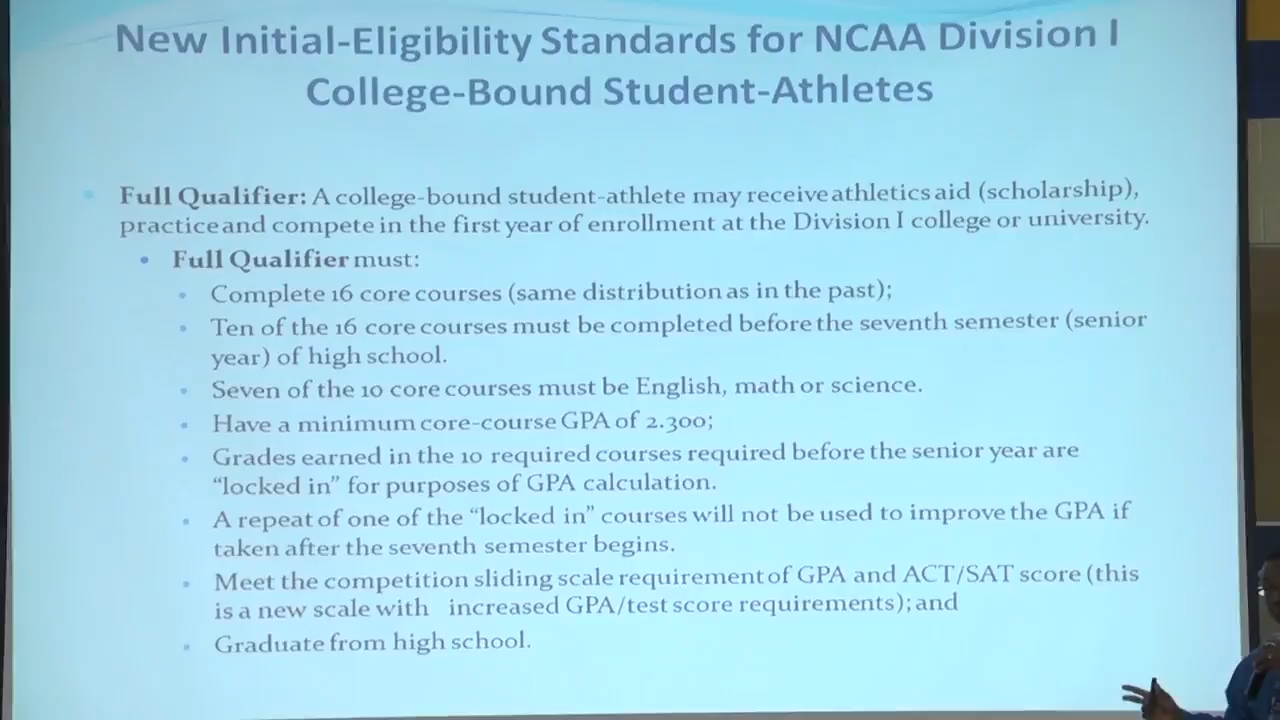 New Initial-Eligibility Standards for NCAA Division I
College-Bound Student-Athletes
Full Qualifier: A college-bound student-athlete may receive athletics aid (scholarship),
practice and compete in the first year of enrollment at the Division I college or university.
Full Qualifier must:
Complete 16 core courses (same distribution as in the past);
Ten of the 16 core courses must be completed before the seventh semester (senior
year) of high school.
Seven of the 10 core courses must be English, math or science.
Have a minimum core-course GPA of 2.300;
Grades earned in the 10 required courses required before the senior year are
“locked in” for purposes of GPA calculation.
A repeat of one of the “locked in” courses will not be used to improve the GPA if
taken after the seventh semester begins.
Meet the competition sliding scale requirement of GPA and ACT/SAT score (this
is a new scale with increased GPA/test score requirements); and
Graduate from high school.